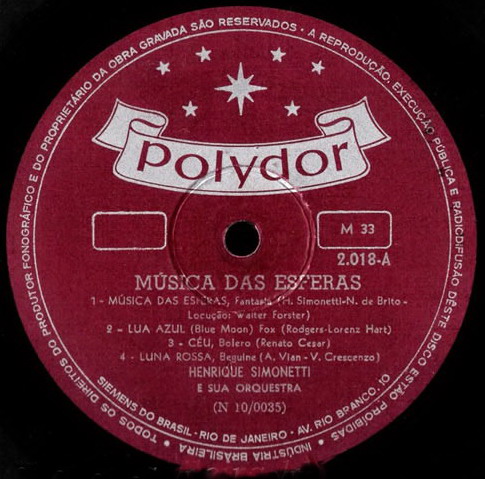 TODOS OS DIREITOS DO PRODUTOR FONOGRÁFICO E DO PROPRIETÁRIO DA OBRA GRAVADA SÃO RESERVADOS • A REPRODUÇÃO, EXECUÇÃO PÚBLICA E RADIODIFUSÃO DESTE DISCO ESTÃO PROIBIDAS •
Polydor
M 33
2.018-A
MÚSICA DAS ESFERAS
1 - MÚSICA DAS ESFERAS, Fantasia (H. Simonetti-N. de Brito -
Locução: Walter Forster)
2 - LUA AZUL (Blue Moon) Fox (Rodgers-Lorenz Hart)
3 - CÉU, Bolero (Renato Cesar)
4 - LUNA ROSSA, Beguine (A. Vian - V. Crescenzo)
HENRIQUE SIMONETTI
E SUA ORQUESTRA
(N 10/0035)
SIEMENS DO BRASIL - RIO DE JANEIRO - AV. RIO BRANCO, 10
INDÚSTRIA BRASILEIRA •